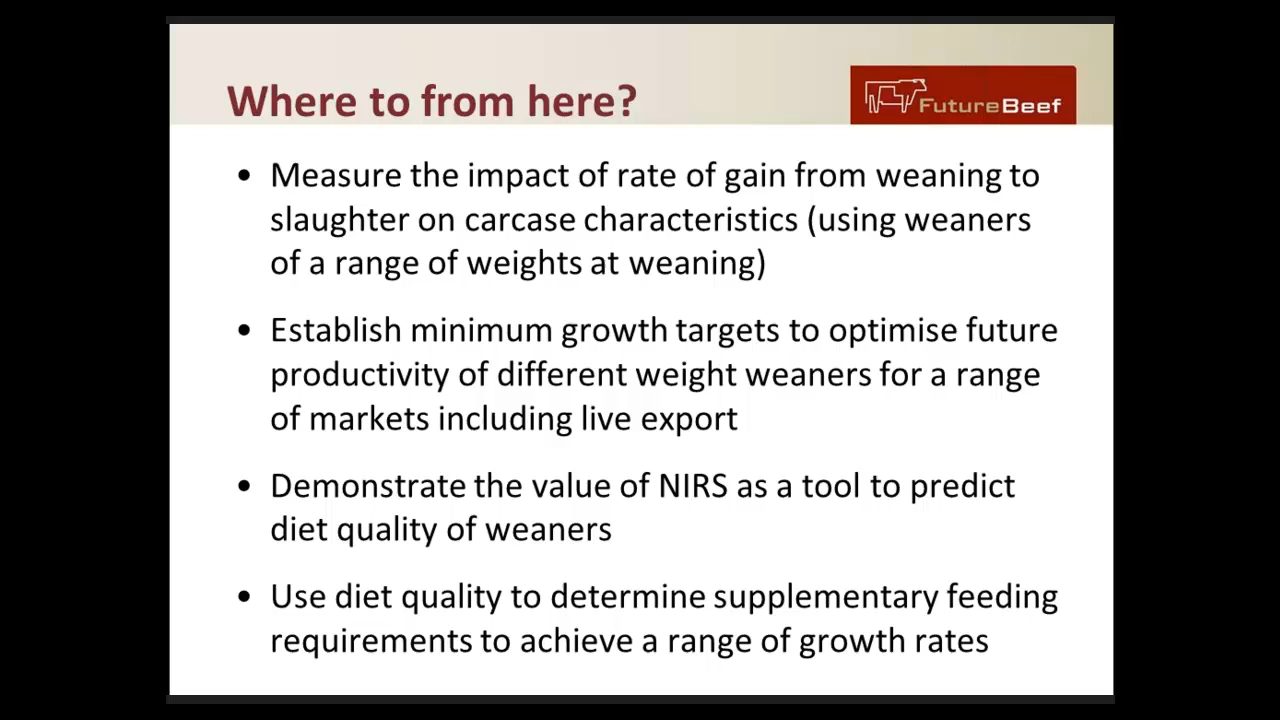 Where to from here?
FutureBeef
• Measure the impact of rate of gain from weaning to
slaughter on carcase characteristics (using weaners
of a range of weights at weaning)
• Establish minimum growth targets to optimise future
productivity of different weight weaners for a range
of markets including live export
• Demonstrate the value of NIRS as a tool to predict
diet quality of weaners
• Use diet quality to determine supplementary feeding
requirements to achieve a range of growth rates